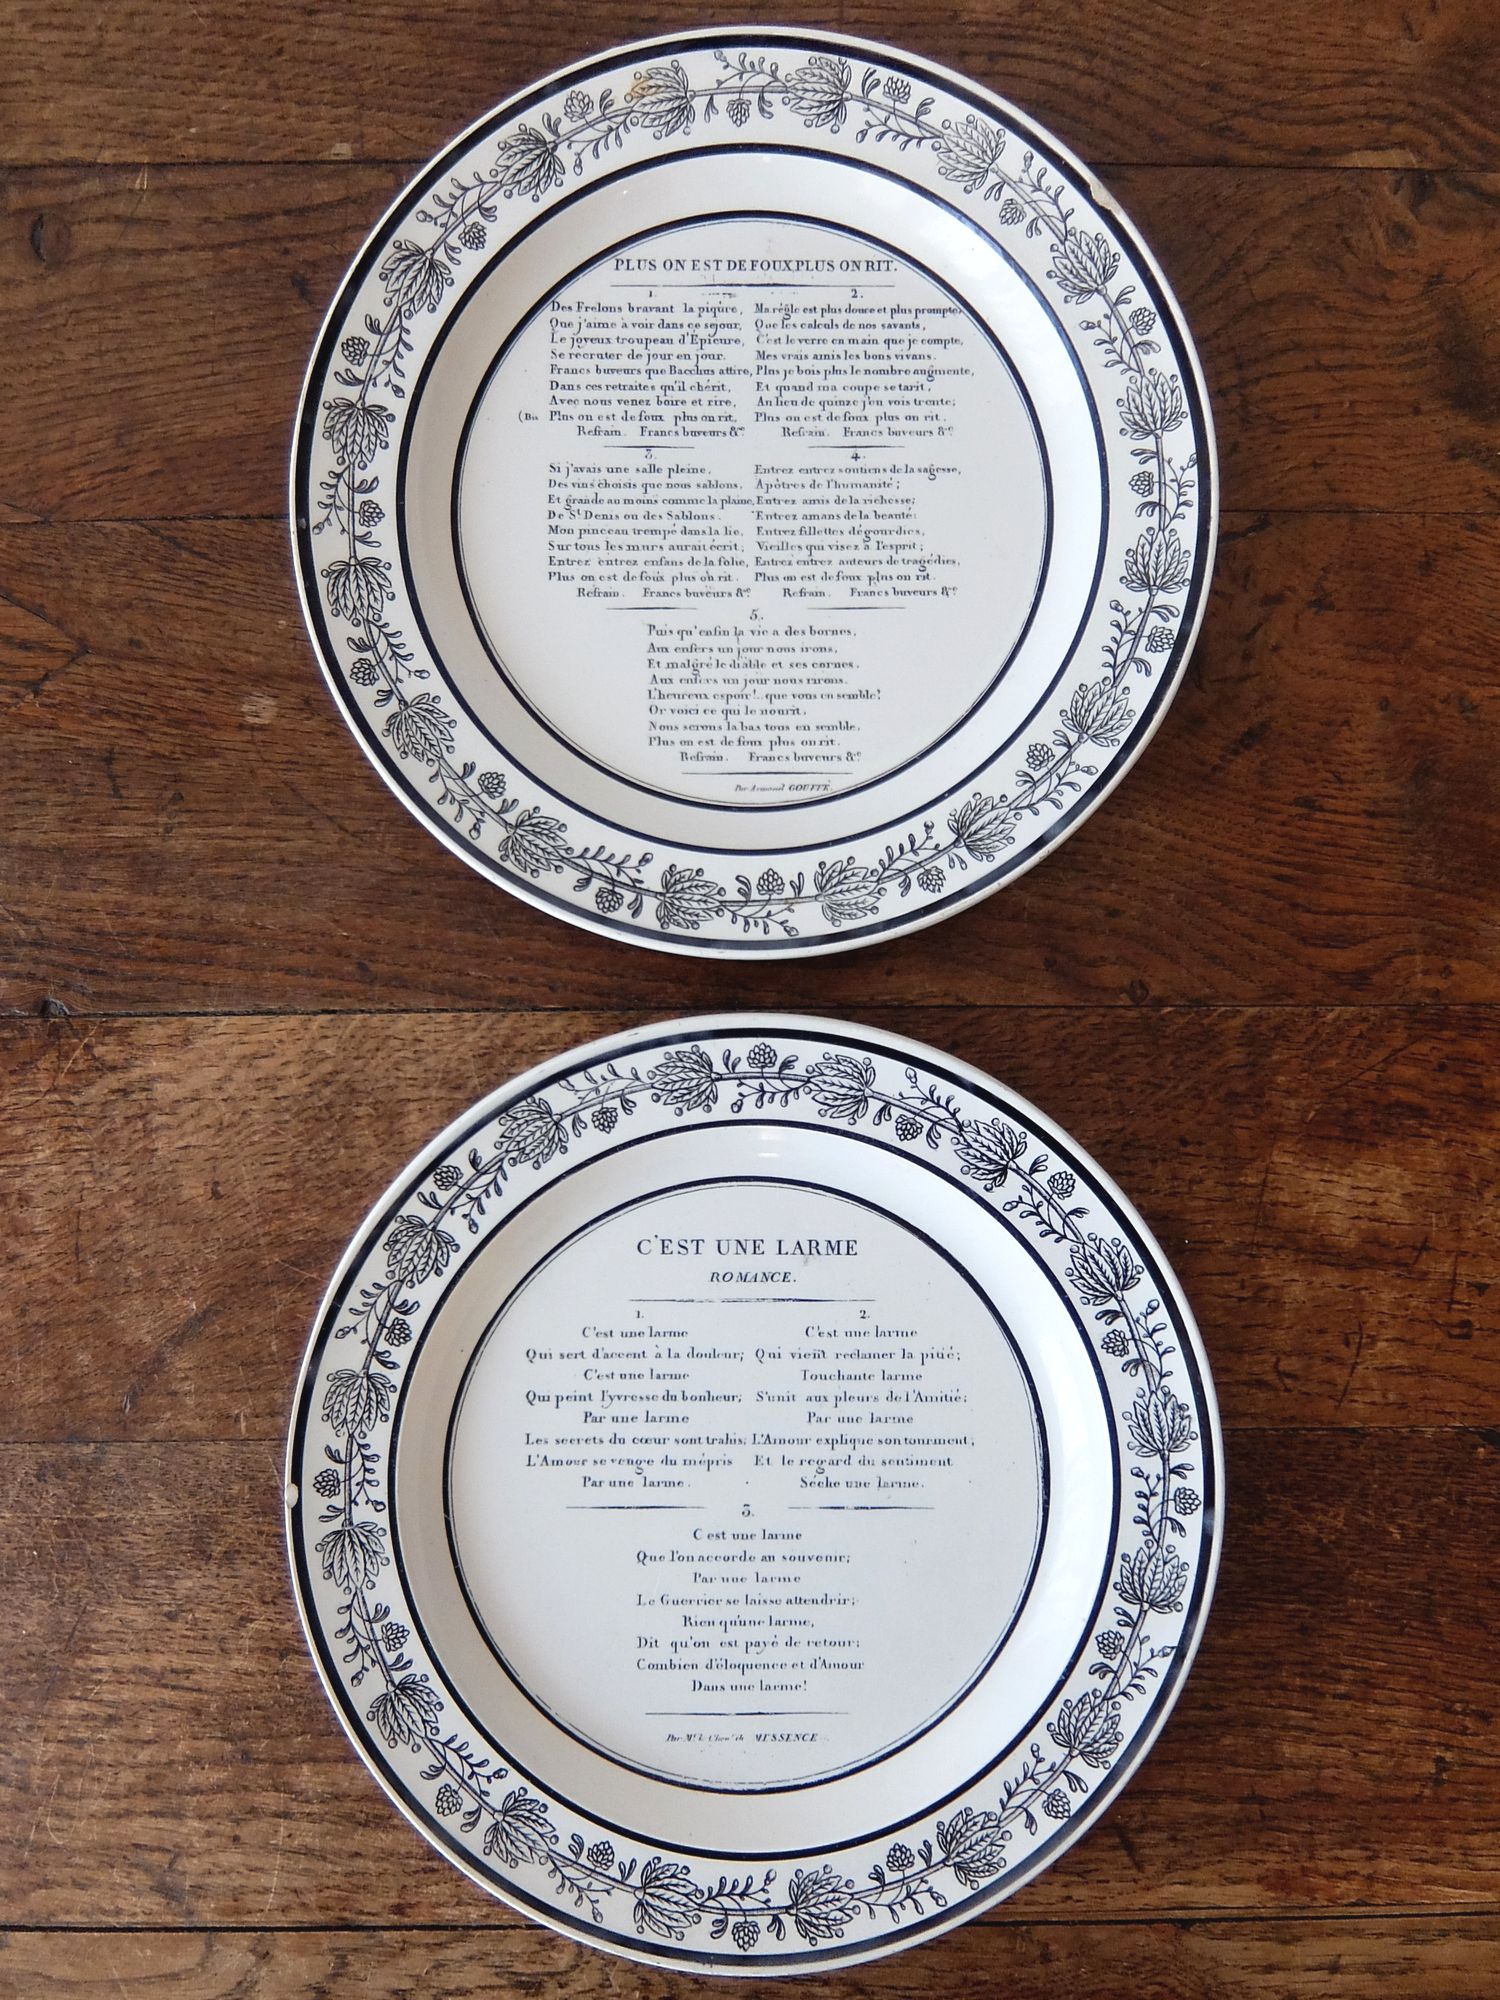 PLUS ON EST DE FOUX PLUS ON RIT.
1.
Des Frelons bravant la piqûre,
Que j'aime à voir dans ce sejour,
Le joyeux troupeau d'Epicure,
Se recruter de jour en jour.
Francs buveurs que Bacchus attire,
Dans ces retraites qu'il chérit,
Avec nous venez boire et rire,
(Bis Plus on est de foux plus on rit.
Refrain. Francs buveurs &ce
2.
Ma régle est plus douce et plus prompte,
Que les calculs de nos savants,
C'est le verre en main que je compte,
Mes vrais amis les bons vivans.
Plus je bois plus le nombre augmente,
Et quand ma coupe se tarit,
Au lieu de quinze j'en vois trente;
Plus on est de foux plus on rit.
Refrain. Francs buveurs &ce
3.
Si j'avais une salle pleine,
Des vins choisis que nous sablons,
Et grande au moins comme la plaine,
De St Denis ou des Sablons.
Mon pinceau trempé dans la lie,
Sur tous les murs aurait écrit;
Entrez entrez enfans de la folie,
Plus on est de foux plus on rit.
Refrain. Francs buveurs &ce
4.
Entrez entrez soutiens de la sagesse,
Apôtres de l'humanité;
Entrez amis de la richesse;
Entrez amans de la beauté:
Entrez fillettes dégourdies,
Vieilles qui visez à l'esprit;
Entrez entrez auteurs de tragédies,
Plus on est de foux plus on rit.
Refrain. Francs buveurs &ce
5.
Puis qu'enfin la vie a des bornes,
Aux enfers un jour nous irons,
Et malgré le diable et ses cornes.
Aux enfers un jour nous rirons.
L'heureux espoir!.. que vous en semble?
Or voici ce qui le nourit,
Nous serons la bas tous en semble,
Plus on est de foux plus on rit.
Refrain. Francs buveurs &ce
Par Armand GOUFFÉ.
C'EST UNE LARME
ROMANCE.
1.
C'est une larme
Qui sert d'accent à la douleur;
C'est une larme
Qui peint l'yvresse du bonheur;
Par une larme
Les secrets du cœur sont trahis;
L'Amour se venge du mépris
Par une larme.
2.
C'est une larme
Qui vient reclamer la pitié;
Touchante larme
S'unit aux pleurs de l'Amitié:
Par une larme
L'Amour explique son tourment;
Et le regard du sentiment
Séche une larme.
3.
C'est une larme
Que l'on accorde au souvenir;
Par une larme
Le Guerrier se laisse attendrir;
Rien qu'une larme,
Dit qu'on est payé de retour;
Combien d'éloquence et d'Amour
Dans une larme!
Par Mr le MESSENCE